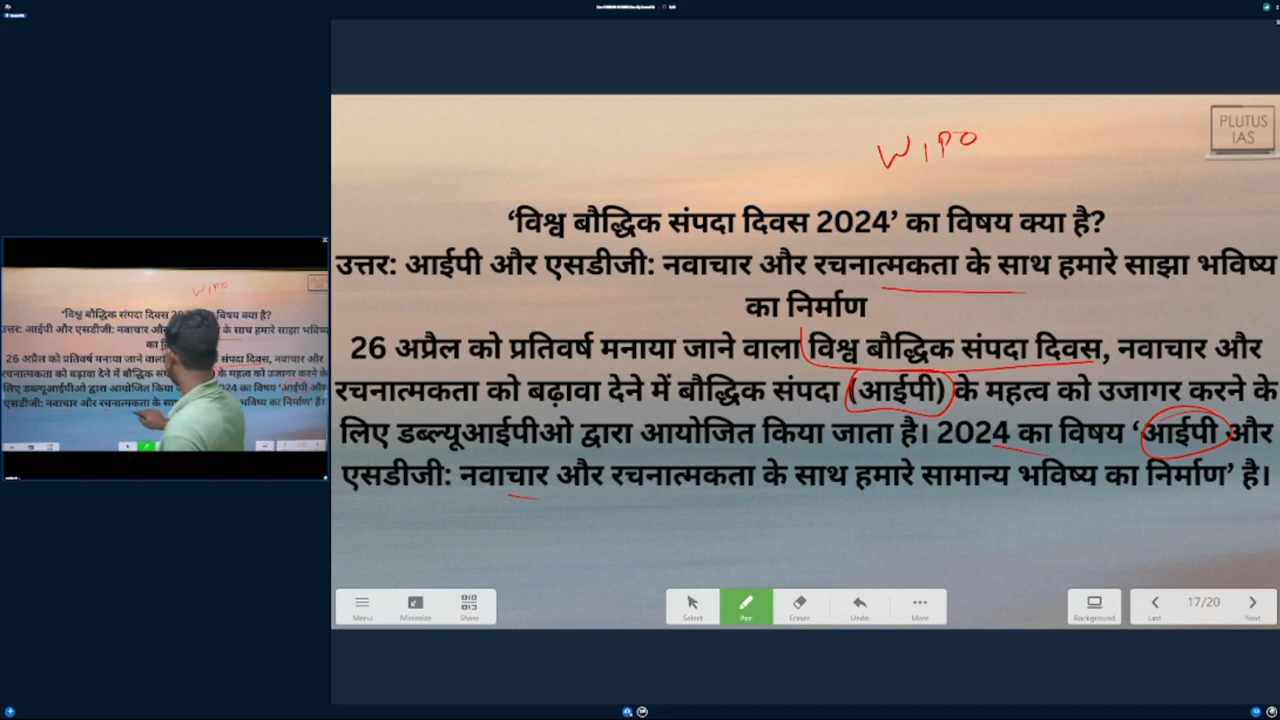 WIPO
PLUTUS
IAS
‘विश्व बौद्धिक संपदा दिवस 2024’ का विषय क्या है?
उत्तर: आईपी और एसडीजी: नवाचार और रचनात्मकता के साथ हमारे साझा भविष्य
का निर्माण
26 अप्रैल को प्रतिवर्ष मनाया जाने वाला विश्व बौद्धिक संपदा दिवस, नवाचार और
रचनात्मकता को बढ़ावा देने में बौद्धिक संपदा (आईपी) के महत्व को उजागर करने के
लिए डब्ल्यूआईपीओ द्वारा आयोजित किया जाता है। 2024 का विषय ‘आईपी और
एसडीजी: नवाचार और रचनात्मकता के साथ हमारे सामान्य भविष्य का निर्माण’ है।
Menu Minimize Share Select Pen Eraser Undo More Background Last 17/20 Next